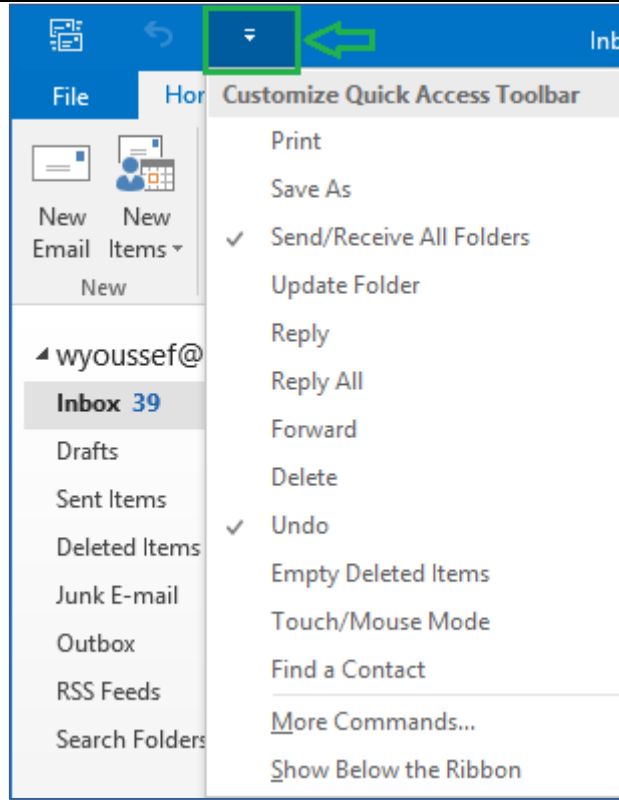 Inb
File
Hor
Customize Quick Access Toolbar
Print
Save As
Send/Receive All Folders
Update Folder
Reply
Reply All
Forward
Delete
Undo
Empty Deleted Items
Touch/Mouse Mode
Find a Contact
More Commands...
Show Below the Ribbon
New
Email
New
Items
New
wyoussef@
Inbox 39
Drafts
Sent Items
Deleted Items
Junk E-mail
Outbox
RSS Feeds
Search Folders